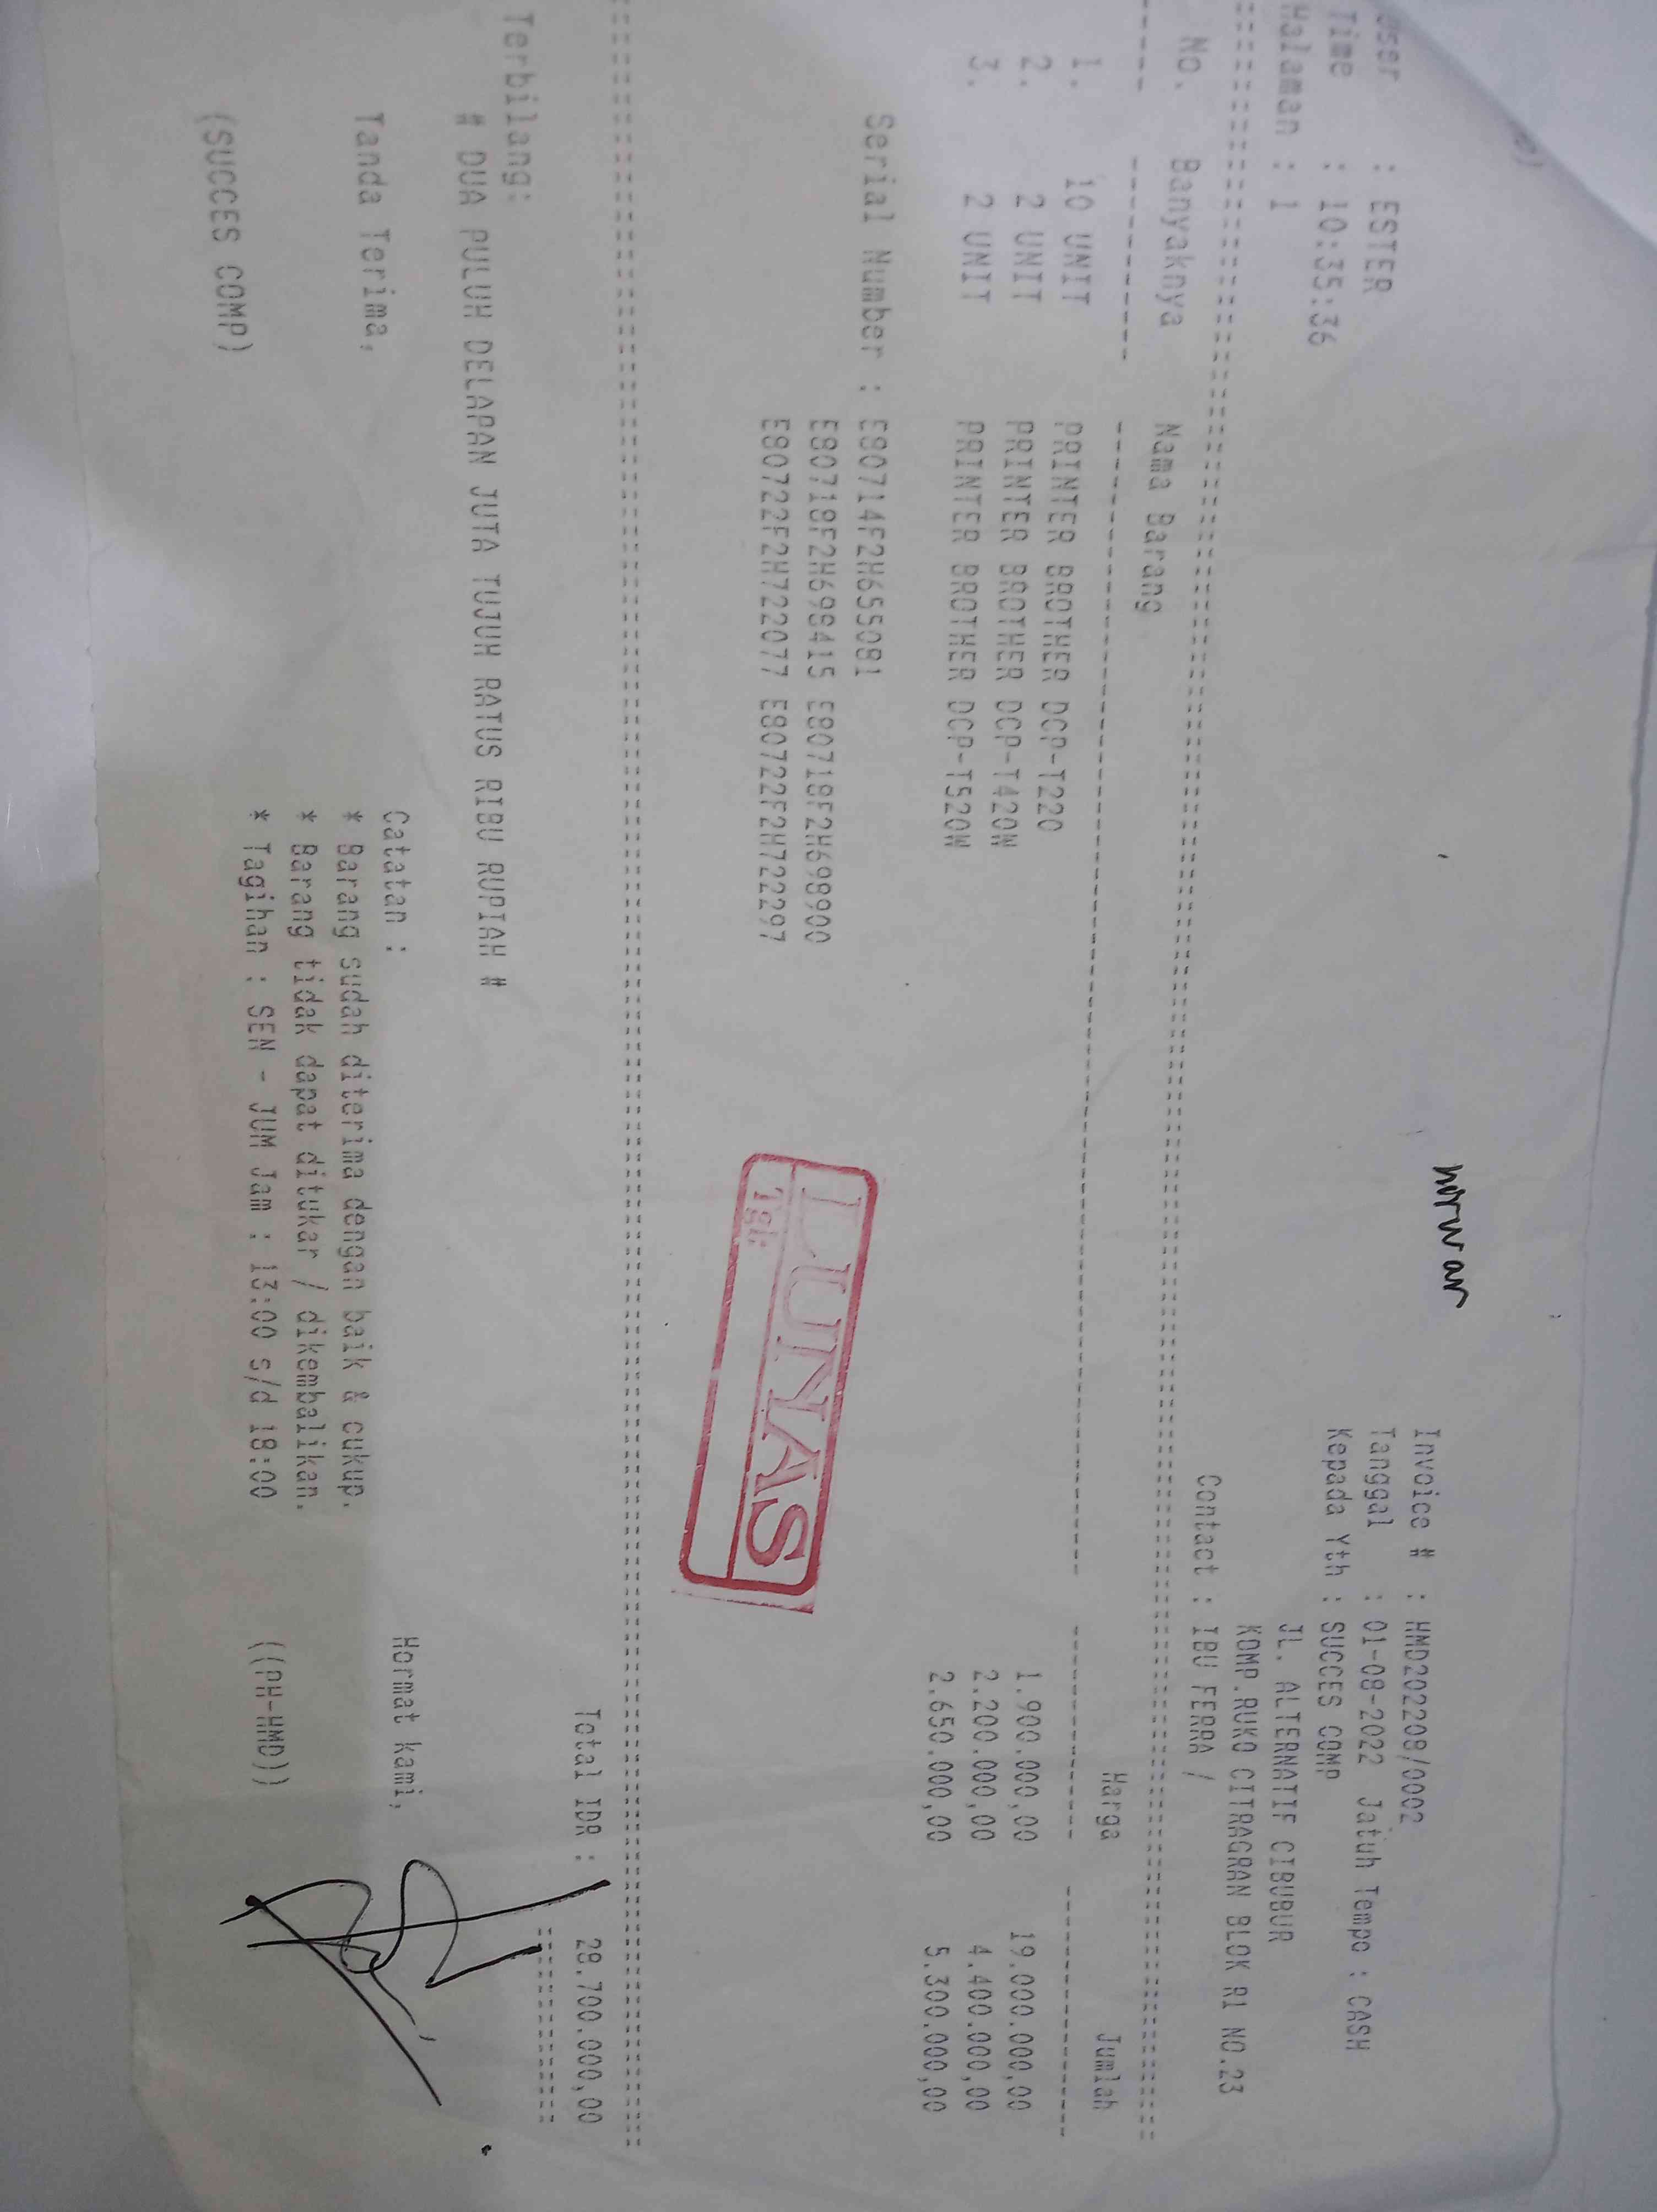 User : ESTER
Time : 10:35:36
Halaman : 1
norwar
Invoice # : HMD202208/0002
Tanggal : 01-08-2022 Jatuh Tempo : CASH
Kepada Yth : SUCCES COMP
JL. ALTERNATIF CIBUBUR
KOMP.RUKO CITRAGRAN BLOK R1 NO.23
Contact : IBU FERRA /
No. Banyaknya Nama Barang Harga Jumlah
1. 10 UNIT PRINTER BROTHER DCP-T220 1.900.000,00 19.000.000,00
2. 2 UNIT PRINTER BROTHER DCP-T420W 2.200.000,00 4.400.000,00
3. 2 UNIT PRINTER BROTHER DCP-T520W 2.650.000,00 5.300.000,00
Serial Number : E80714F2H655081
E80718F2H698415 E80718F2H698900
E80722F2H722077 E80722F2H722297
LUNAS
Tgl:
Total IDR : 28.700.000,00
Terbilang:
# DUA PULUH DELAPAN JUTA TUJUH RATUS RIBU RUPIAH #
Tanda Terima,
(SUCCES COMP)
Catatan :
* Barang sudah diterima dengan baik & cukup.
* Barang tidak dapat ditukar / dikembalikan.
* Tagihan : SEN - JUM Jam : 13:00 s/d 18:00
Hormat kami,
((PH-HMD))